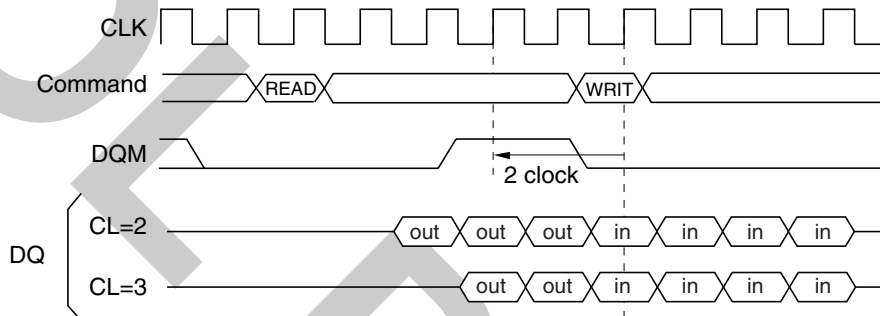 CLK
Command READ WRIT
DQM
2 clock
CL=2 out out out in in in in
DQ
CL=3 out out in in in in